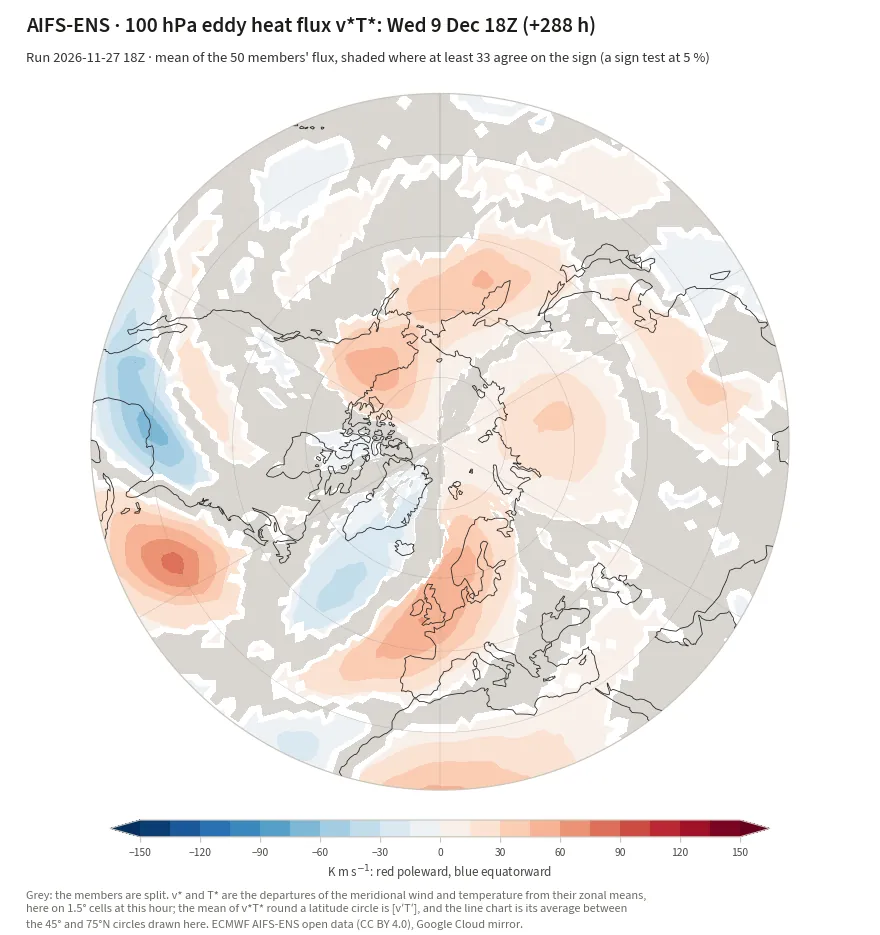 AIFS-ENS · 100 hPa eddy heat flux v*T*: Wed 9 Dec 18Z (+288 h)
Run 2026-11-27 18Z · mean of the 50 members' flux, shaded where at least 33 agree on the sign (a sign test at 5 %)
−150 −120 −90 −60 −30 0 30 60 90 120 150
K m s⁻¹: red poleward, blue equatorward
Grey: the members are split. v* and T* are the departures of the meridional wind and temperature from their zonal means,
here on 1.5° cells at this hour; the mean of v*T* round a latitude circle is [v'T'], and the line chart is its average between
the 45° and 75°N circles drawn here. ECMWF AIFS-ENS open data (CC BY 4.0), Google Cloud mirror.